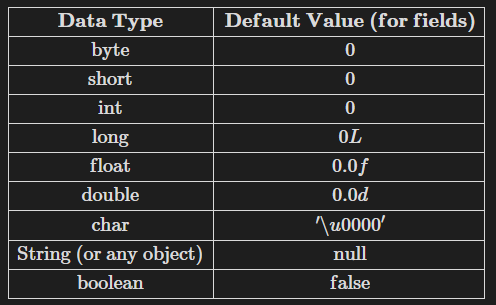 Data Type Default Value (for fields)
byte 0
short 0
int 0
long 0L
float 0.0f
double 0.0d
char '\u0000'
String (or any object) null
boolean false